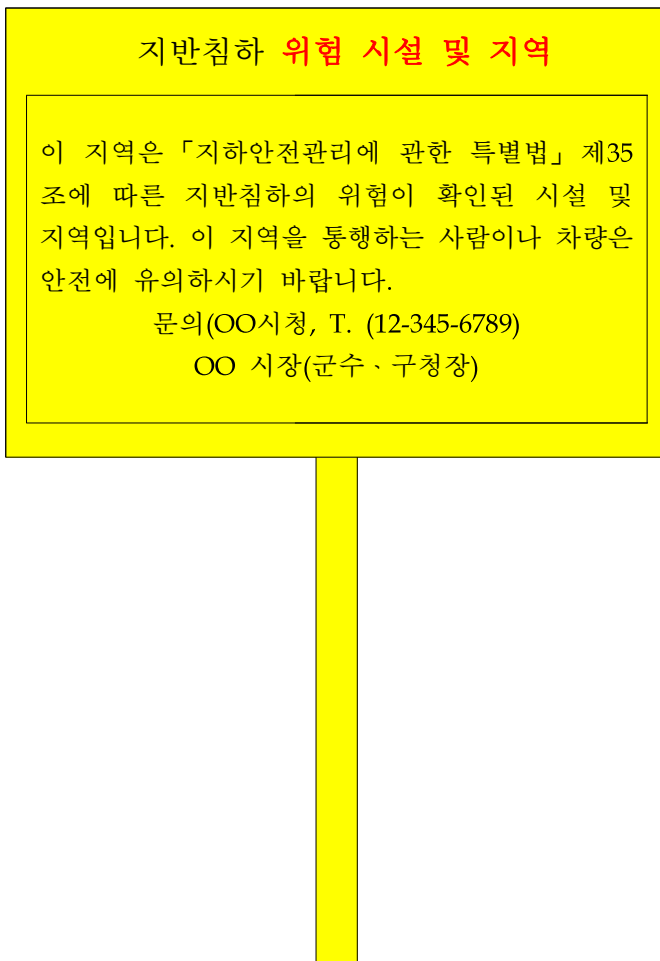 지반침하 위험 시설 및 지역
이 지역은「지하안전관리에 관한 특별법」제35
조에 따른 지반침하의 위험이 확인된 시설 및
지역입니다. 이 지역을 통행하는 사람이나 차량은
안전에 유의하시기 바랍니다.
문의(OO시청, T. (12-345-6789)
OO 시장(군수ㆍ구청장)